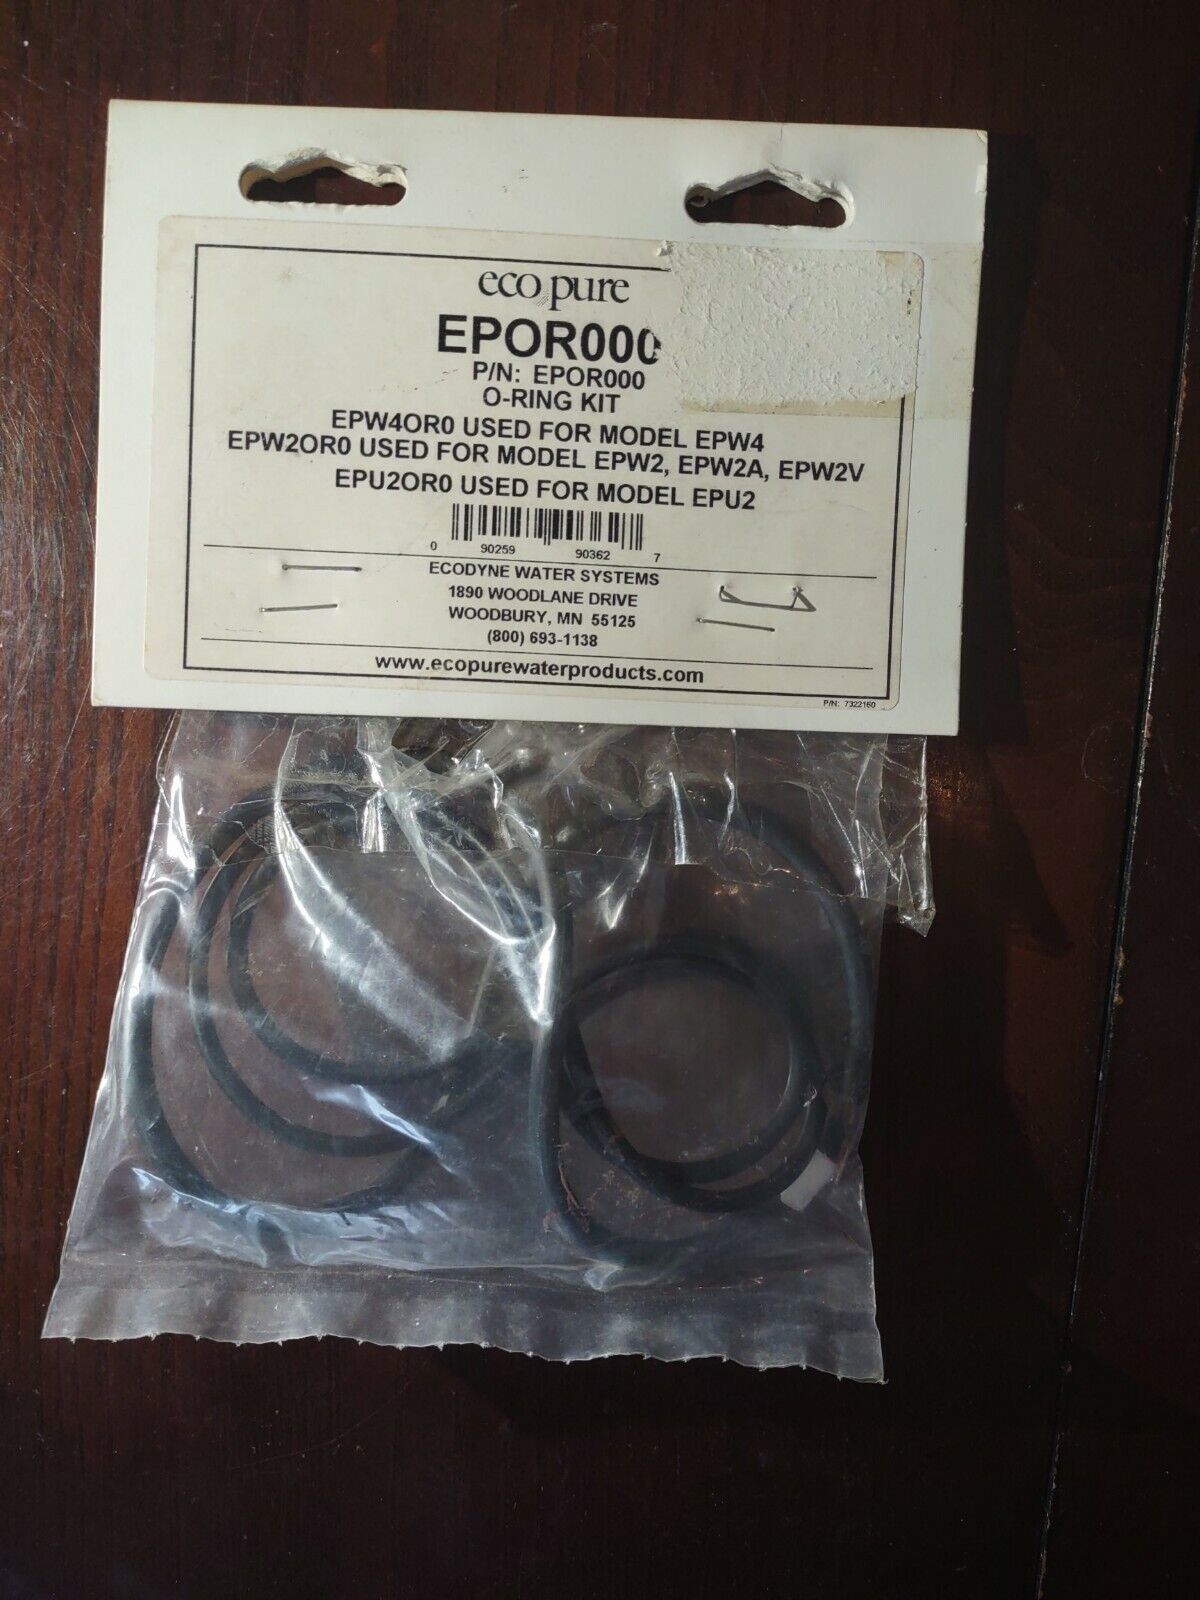 eco pure
EPOR000
P/N: EPOR000
O-RING KIT
EPW4OR0 USED FOR MODEL EPW4
EPW2OR0 USED FOR MODEL EPW2, EPW2A, EPW2V
EPU2OR0 USED FOR MODEL EPU2
0 90259 90362 7
ECODYNE WATER SYSTEMS
1890 WOODLANE DRIVE
WOODBURY, MN 55125
(800) 693-1138
www.ecopurewaterproducts.com
P/N: 7322160